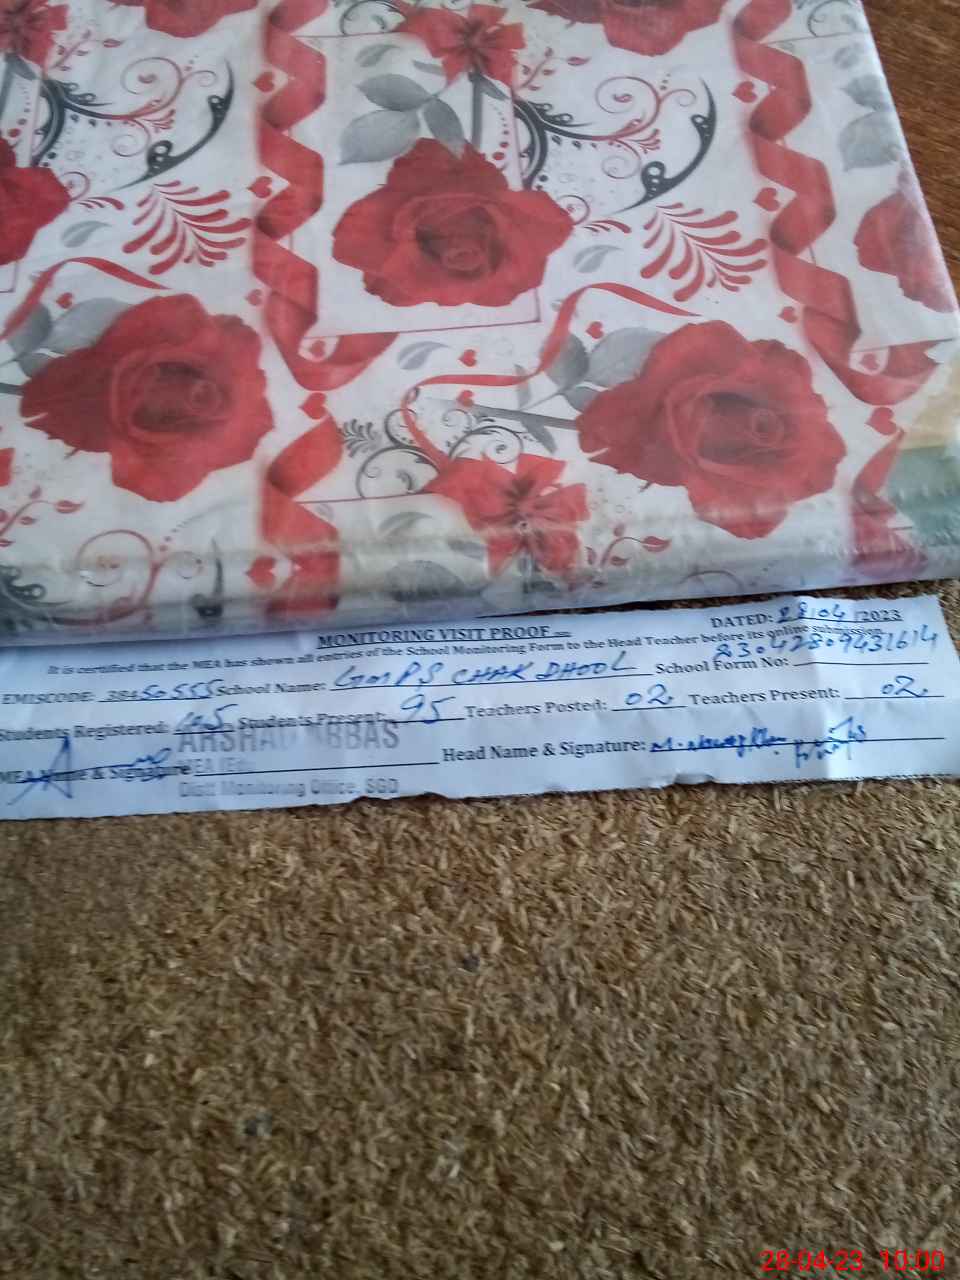 MONITORING VISIT PROOF
DATED: 28/04/2023
It is certified that the MEA has shown all entries of the School Monitoring Form to the Head Teacher before its online submission
EMISCODE: 38450555 School Name: GMPS CHAK DHOOL School Form No: 23042809431614
Students Registered: 105 Students Present: 95 Teachers Posted: 02 Teachers Present: 02
MEA Name & Signature ARSHAD ABBAS Head Name & Signature: M.
MEA
Distt Monitoring Office, SGD
28-04-23 10:00